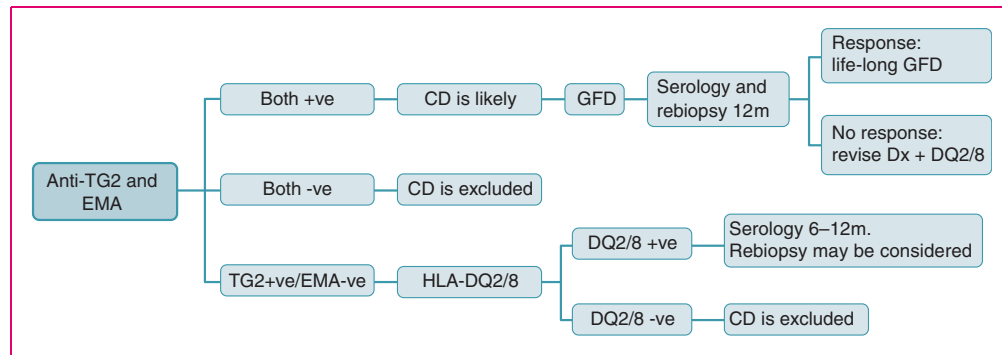 Anti-TG2 and
EMA
Both +ve
CD is likely
GFD
Serology and
rebiopsy 12m
Response:
life-long GFD
No response:
revise Dx + DQ2/8
Both -ve
CD is excluded
TG2+ve/EMA-ve
HLA-DQ2/8
DQ2/8 +ve
Serology 6–12m.
Rebiopsy may be considered
DQ2/8 -ve
CD is excluded